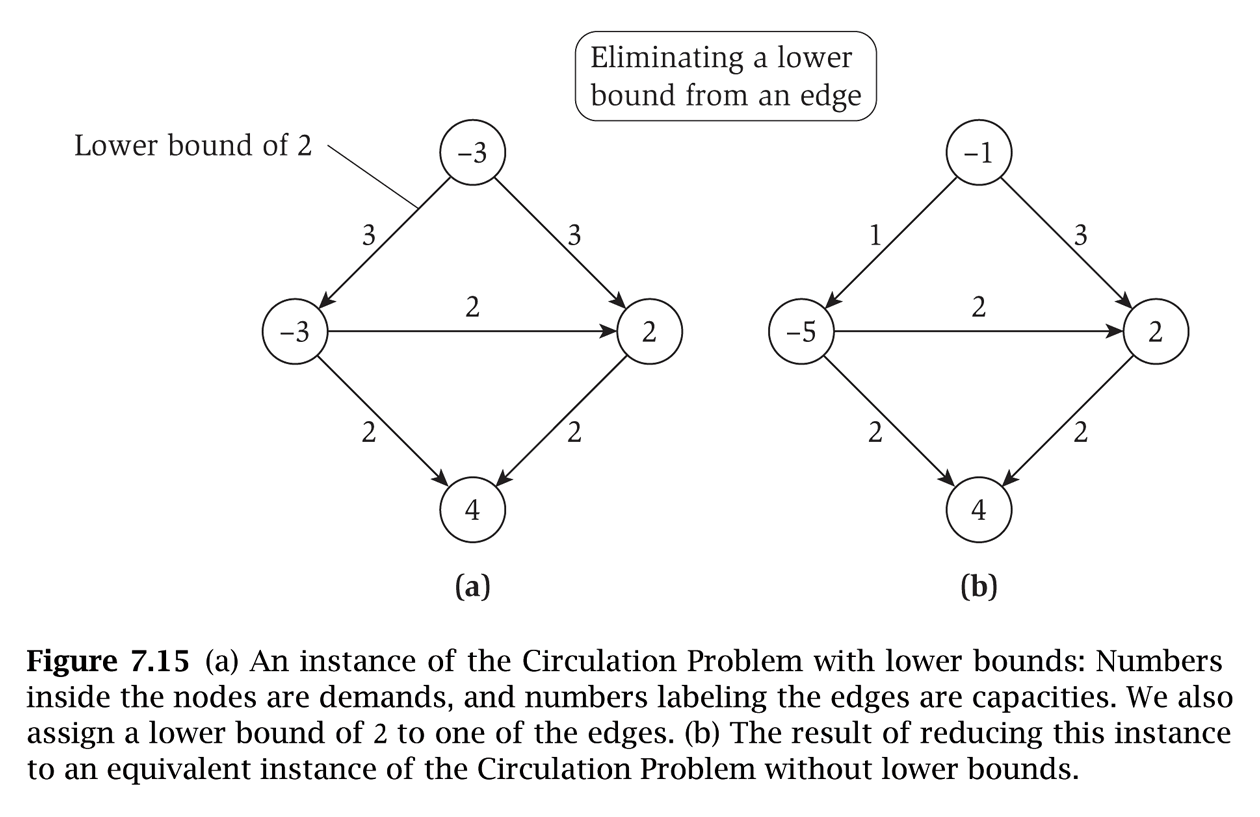 Eliminating a lower
bound from an edge
Lower bound of 2
–3
–1
3
3
1
3
–3
2
2
–5
2
2
2
2
2
2
4
4
(a)
(b)
Figure 7.15 (a) An instance of the Circulation Problem with lower bounds: Numbers
inside the nodes are demands, and numbers labeling the edges are capacities. We also
assign a lower bound of 2 to one of the edges. (b) The result of reducing this instance
to an equivalent instance of the Circulation Problem without lower bounds.